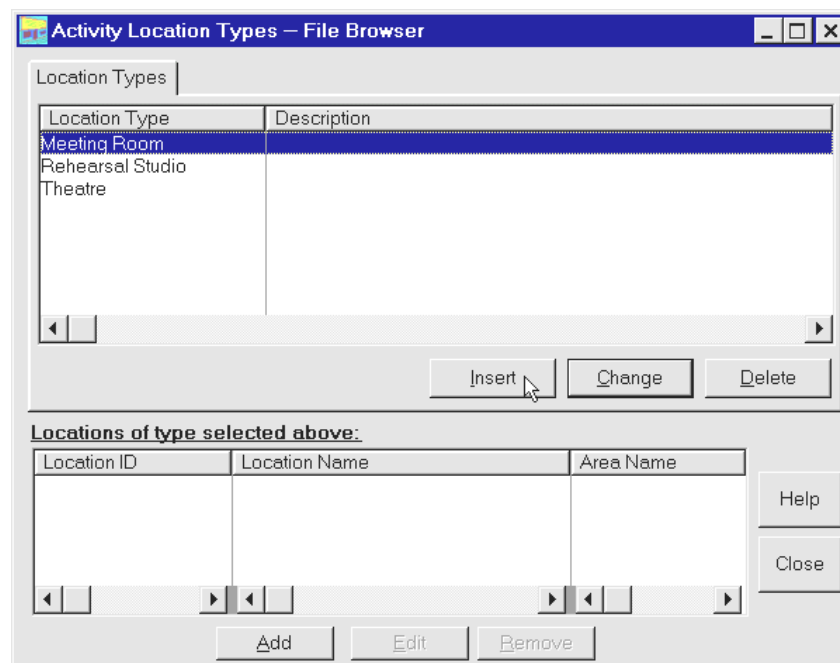 Activity Location Types — File Browser
Location Types
Location Type Description
Meeting Room
Rehearsal Studio
Theatre
Insert Change Delete
Locations of type selected above:
Location ID Location Name Area Name
Help
Close
Add Edit Remove